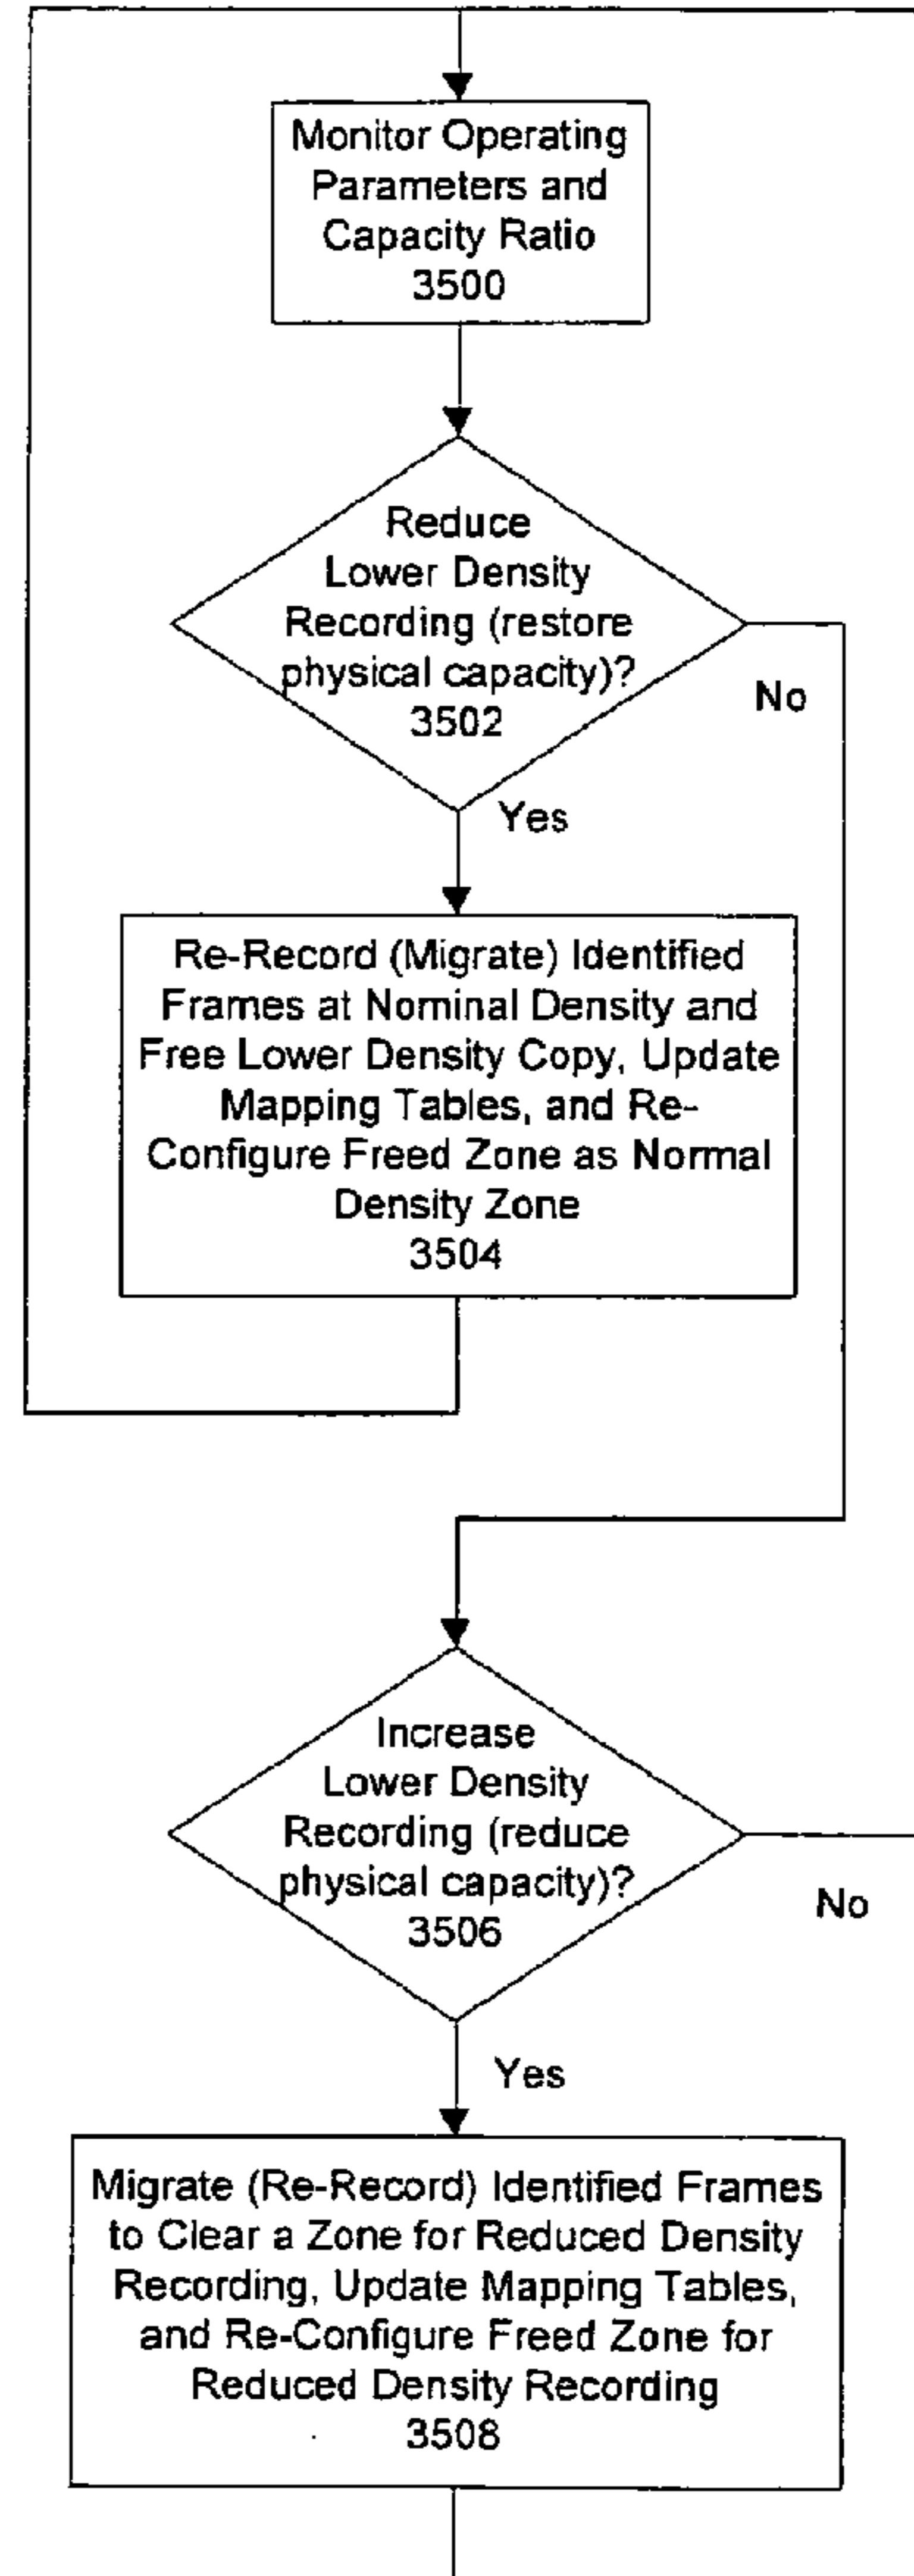 Monitor Operating
Parameters and
Capacity Ratio
3500
Reduce
Lower Density
Recording (restore
physical capacity)?
3502
No
Yes
Re-Record (Migrate) Identified
Frames at Nominal Density and
Free Lower Density Copy, Update
Mapping Tables, and Re-
Configure Freed Zone as Normal
Density Zone
3504
Increase
Lower Density
Recording (reduce
physical capacity)?
3506
No
Yes
Migrate (Re-Record) Identified Frames
to Clear a Zone for Reduced Density
Recording, Update Mapping Tables,
and Re-Configure Freed Zone for
Reduced Density Recording
3508